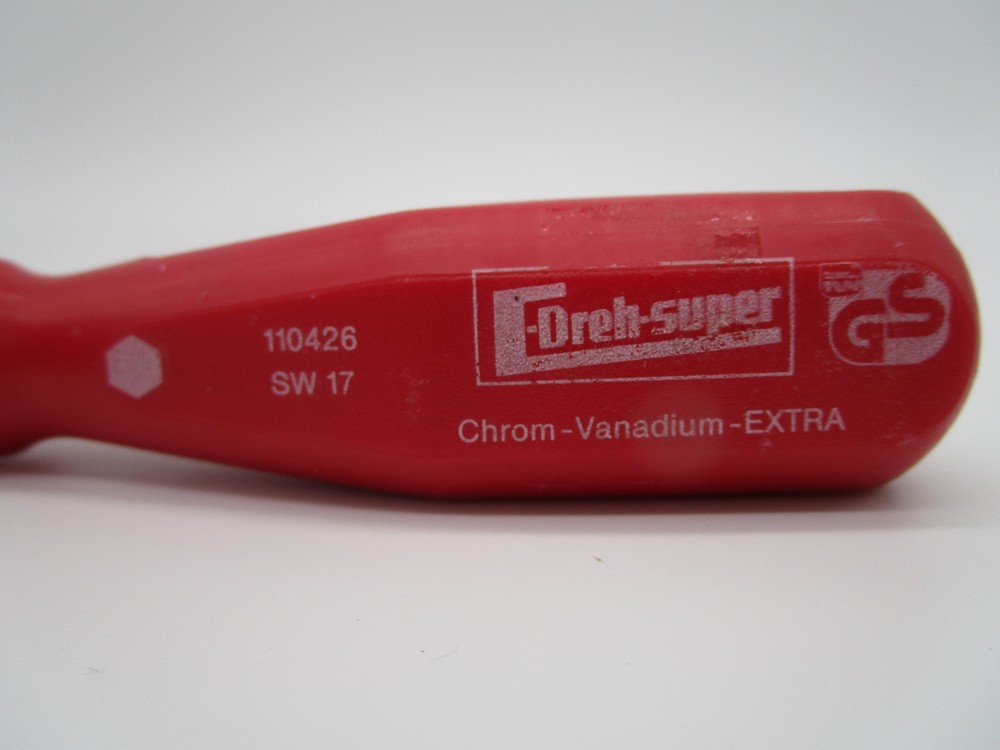 110426
SW 17
-Dreh-super
Chrom-Vanadium-EXTRA
GS